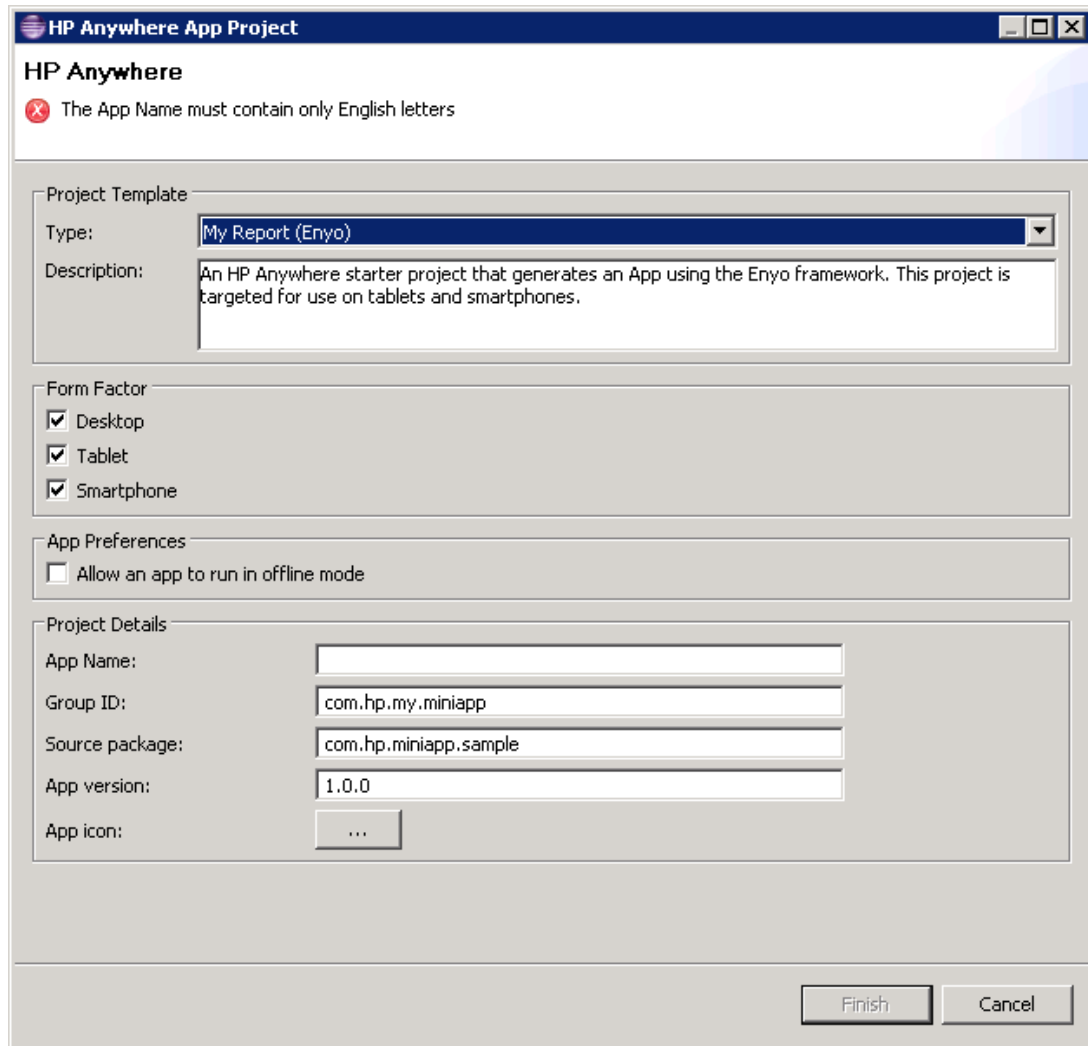 HP Anywhere App Project
HP Anywhere
The App Name must contain only English letters
Project Template
Type:
My Report (Enyo)
Description:
An HP Anywhere starter project that generates an App using the Enyo framework. This project is
targeted for use on tablets and smartphones.
Form Factor
Desktop
Tablet
Smartphone
App Preferences
Allow an app to run in offline mode
Project Details
App Name:
Group ID:
com.hp.my.miniapp
Source package:
com.hp.miniapp.sample
App version:
1.0.0
App icon:
...
Finish
Cancel